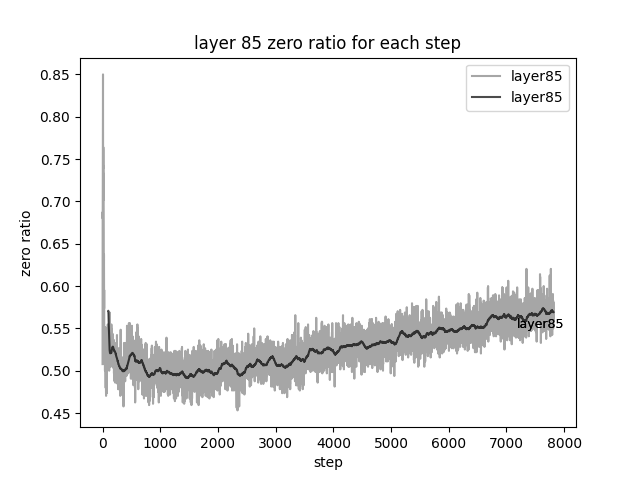 layer 85 zero ratio for each step
layer85
layer85
0.85
0.80
0.75
0.70
0.65
0.60
0.55
0.50
0.45
zero ratio
layer85
0 1000 2000 3000 4000 5000 6000 7000 8000
step